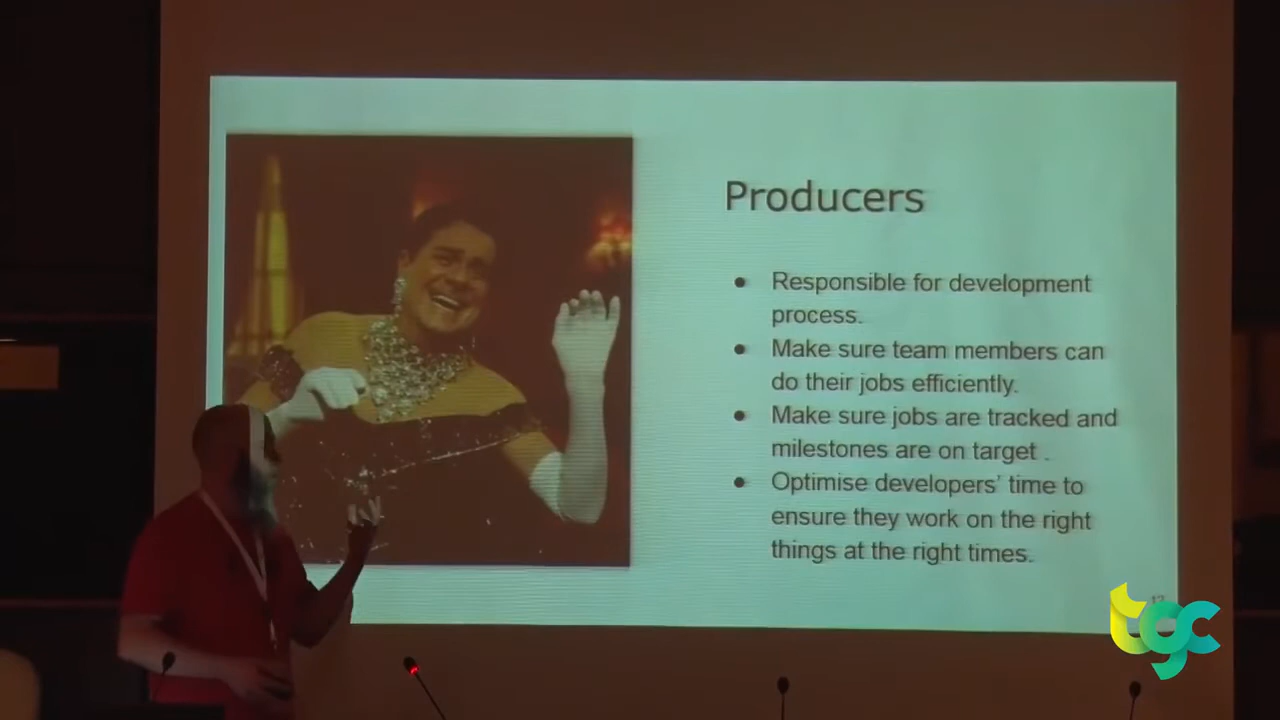 Producers
● Responsible for development
process.
● Make sure team members can
do their jobs efficiently.
● Make sure jobs are tracked and
milestones are on target .
● Optimise developers' time to
ensure they work on the right
things at the right times.
tgc